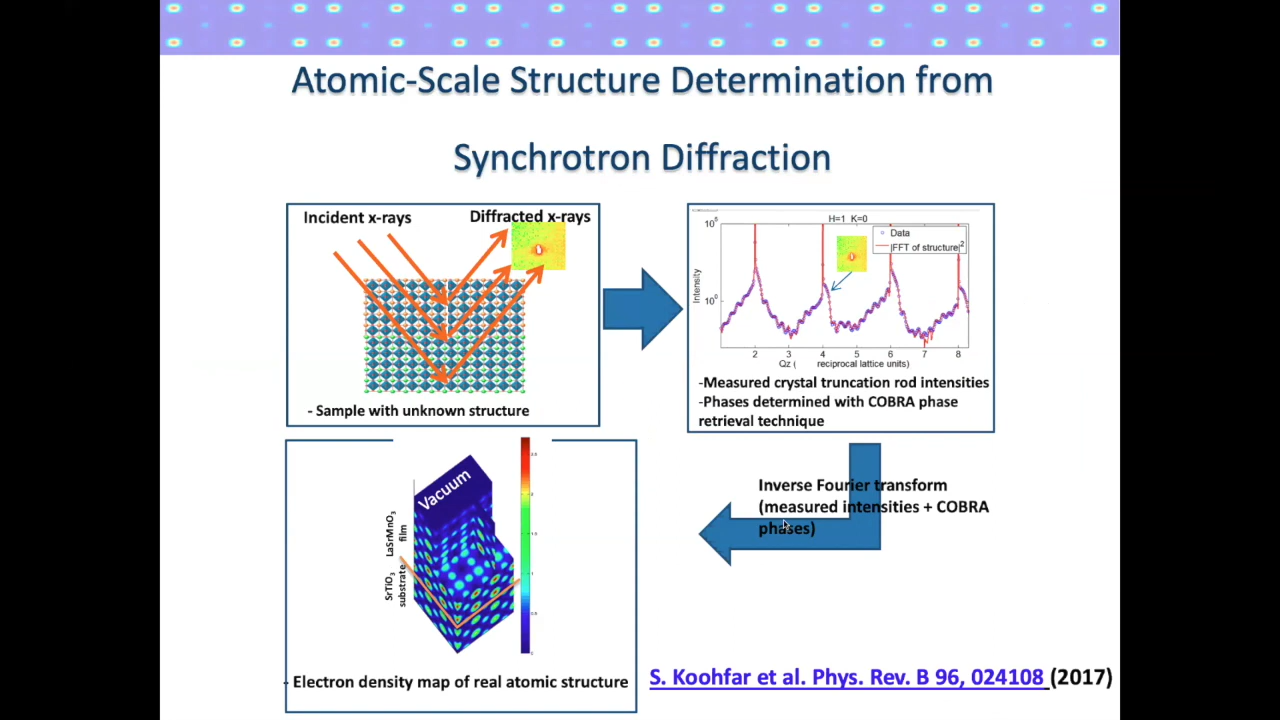 Atomic-Scale Structure Determination from
Synchrotron Diffraction
Incident x-rays
Diffracted x-rays
- Sample with unknown structure
H=1 K=0
Data
|FFT of structure|²
Intensity
10⁵
10⁰
2 3 4 5 6 7 8
Qz ( reciprocal lattice units)
-Measured crystal truncation rod intensities
-Phases determined with COBRA phase
retrieval technique
Inverse Fourier transform
(measured intensities + COBRA
phases)
Vacuum
LaSrMnO₃
film
SrTiO₃
substrate
- Electron density map of real atomic structure
S. Koohfar et al. Phys. Rev. B 96, 024108 (2017)